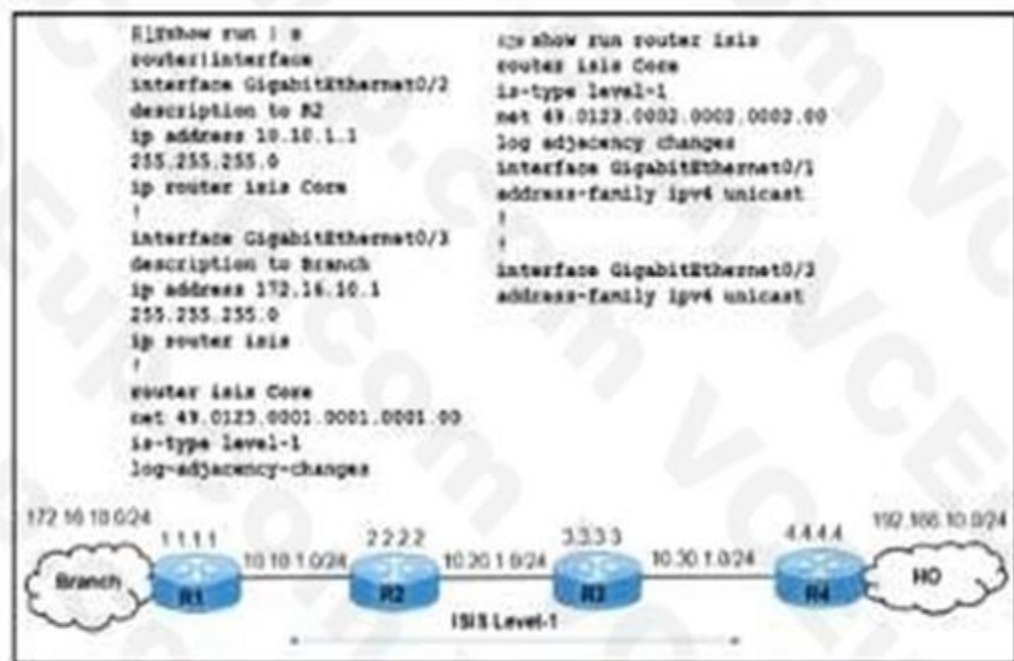 show run | s
router|interface
interface GigabitEthernet0/2
description to R2
ip address 10.10.1.1
255.255.255.0
ip router isis Core
!
interface GigabitEthernet0/3
description to Branch
ip address 172.16.10.1
255.255.255.0
ip router isis
!
router isis Core
net 49.0123.0001.0001.0001.00
is-type level-1
log-adjacency-changes
show run router isis
router isis Core
is-type level-1
net 49.0123.0002.0002.0002.00
log adjacency changes
interface GigabitEthernet0/1
address-family ipv4 unicast
!
!
interface
address-family ipv4 unicast
172.16.10.0/24
1.1.1.1
10.10.1.0/24
2.2.2.2
10.20.1.0/24
3.3.3.3
10.30.1.0/24
4.4.4.4
192.168.10.0/24
Branch
R1
R2
R3
R4
HO
ISIS Level-1